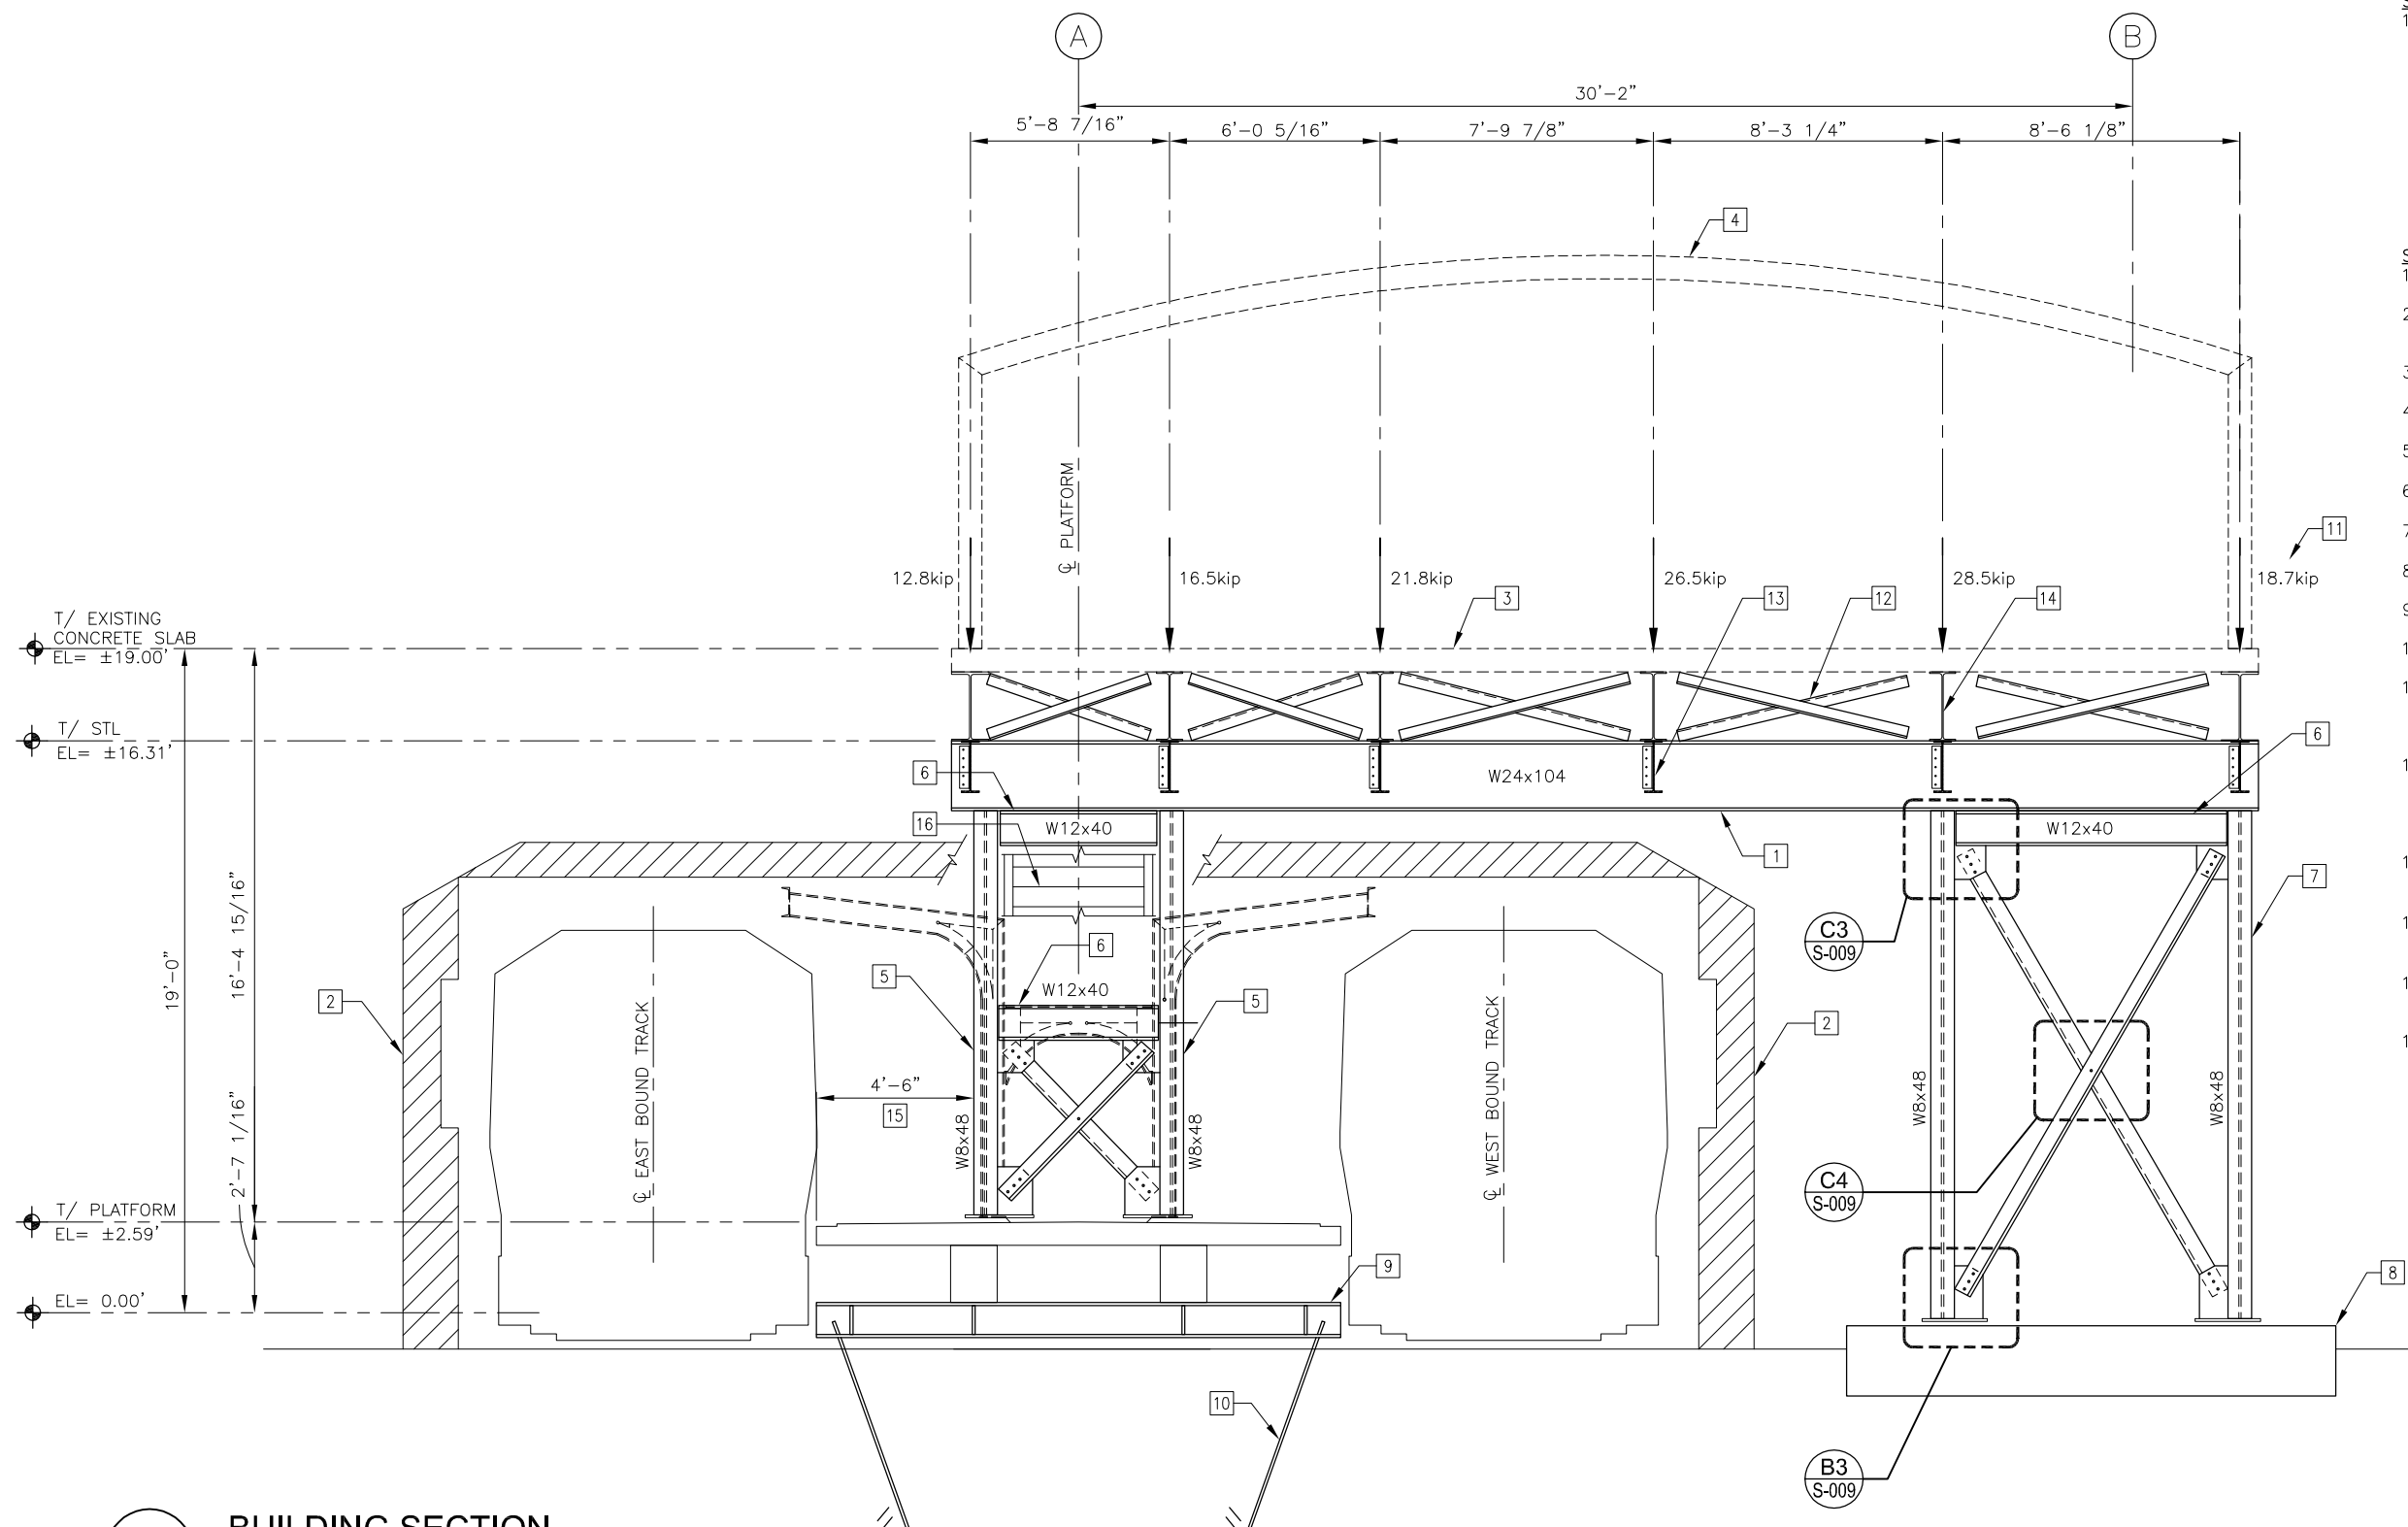 A
B
30'-2"
5'-8 7/16"
6'-0 5/16"
7'-9 7/8"
8'-3 1/4"
8'-6 1/8"
4
℄ PLATFORM
11
12.8kip
16.5kip
21.8kip
26.5kip
28.5kip
18.7kip
3
13
12
14
T/ EXISTING
CONCRETE SLAB
EL= ±19.00'
T/ STL
EL= ±16.31'
6
6
W24x104
16
W12x40
W12x40
1
7
19'-0"
16'-4 15/16"
2'-7 1/16"
C3
S-009
6
5
W12x40
5
2
2
℄ EAST BOUND TRACK
℄ WEST BOUND TRACK
4'-6"
15
W8x48
W8x48
W8x48
W8x48
C4
S-009
T/ PLATFORM
EL= ±2.59'
9
8
EL= 0.00'
10
B3
S-009
BUILDING SECTION